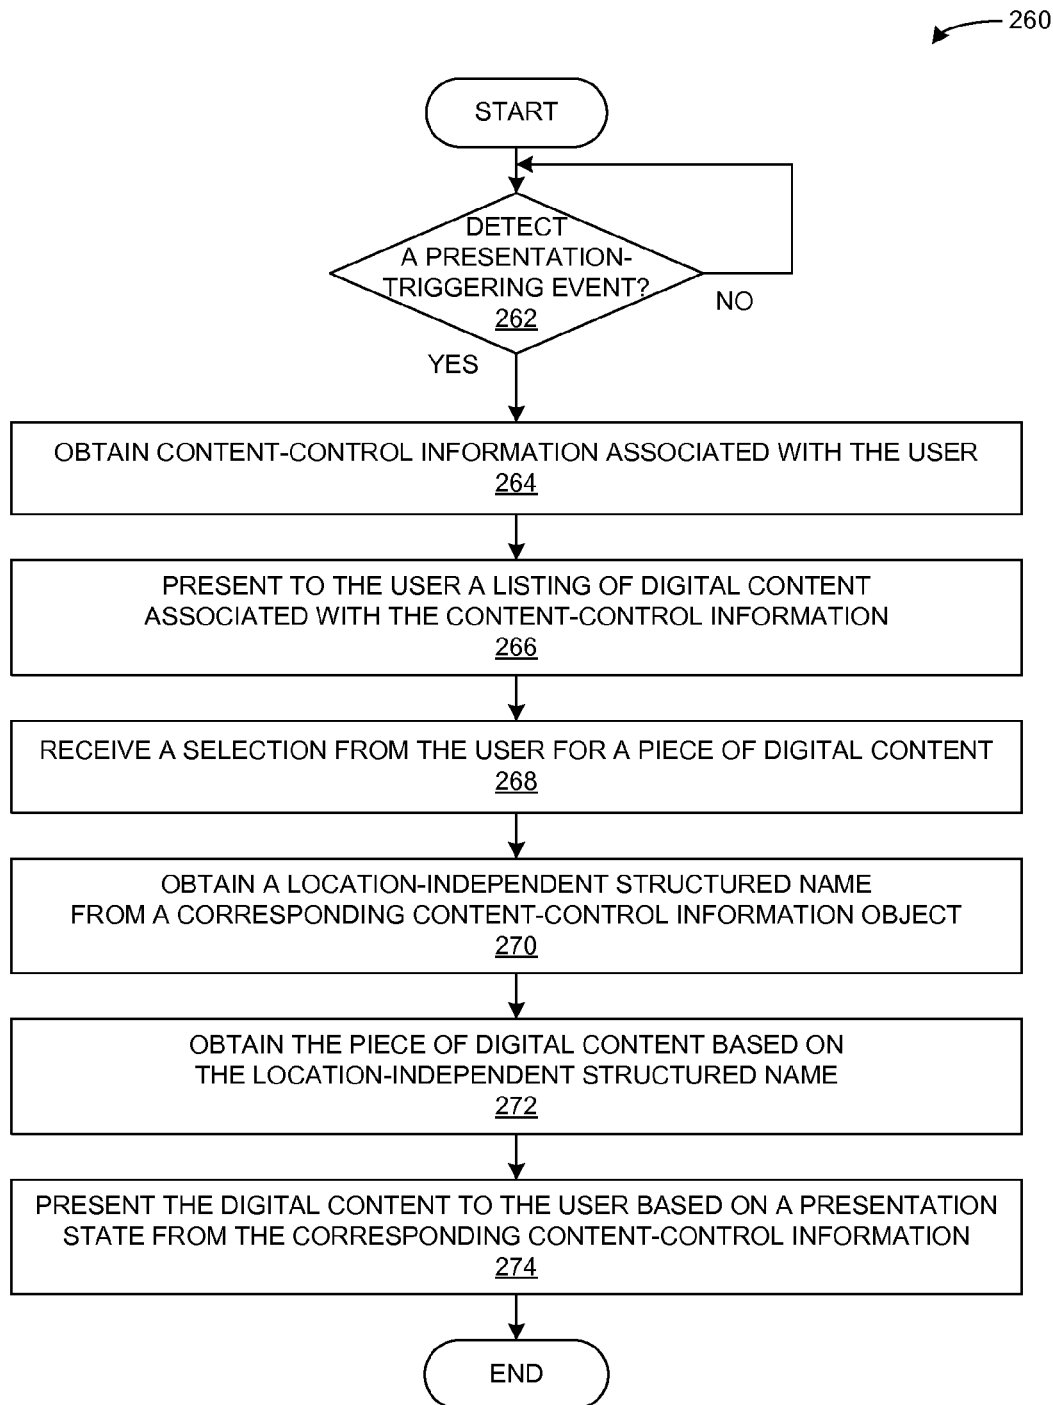 260
START
DETECT
A PRESENTATION-
TRIGGERING EVENT?
262
NO
YES
OBTAIN CONTENT-CONTROL INFORMATION ASSOCIATED WITH THE USER
264
PRESENT TO THE USER A LISTING OF DIGITAL CONTENT
ASSOCIATED WITH THE CONTENT-CONTROL INFORMATION
266
RECEIVE A SELECTION FROM THE USER FOR A PIECE OF DIGITAL CONTENT
268
OBTAIN A LOCATION-INDEPENDENT STRUCTURED NAME
FROM A CORRESPONDING CONTENT-CONTROL INFORMATION OBJECT
270
OBTAIN THE PIECE OF DIGITAL CONTENT BASED ON
THE LOCATION-INDEPENDENT STRUCTURED NAME
272
PRESENT THE DIGITAL CONTENT TO THE USER BASED ON A PRESENTATION
STATE FROM THE CORRESPONDING CONTENT-CONTROL INFORMATION
274
END